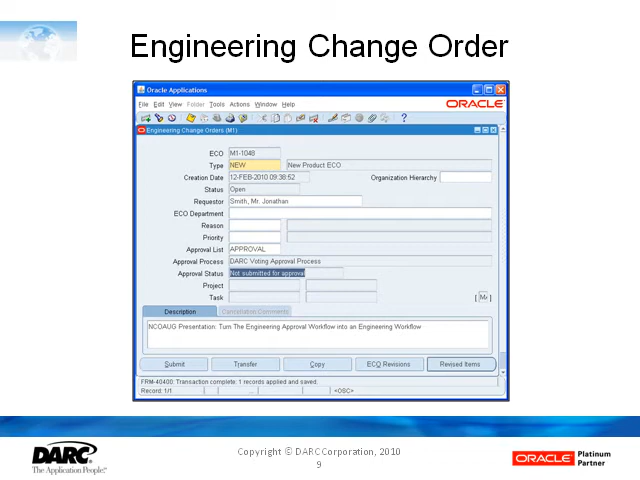 Engineering Change Order
Oracle Applications
File Edit View Folder Tools Actions Window Help
ORACLE
Engineering Change Orders (M1)
ECO M1-1048
Type NEW New Product ECO
Creation Date 12-FEB-2010 09:38:52 Organization Hierarchy
Status Open
Requestor Smith, Mr. Jonathan
ECO Department
Reason
Priority
Approval List APPROVAL
Approval Process DARC Voting Approval Process
Approval Status Not submitted for approval
Project
Task [ M ]
Description Cancellation Comments
NCOAUG Presentation: Turn The Engineering Approval Workflow into an Engineering Workflow
Submit Transfer Copy ECO Revisions Revised Items
FRM-40400: Transaction complete: 1 records applied and saved.
Record: 1/1 ... <OSC>
DARC
The Application People.
Copyright © DARC Corporation, 2010
9
ORACLE Platinum
Partner